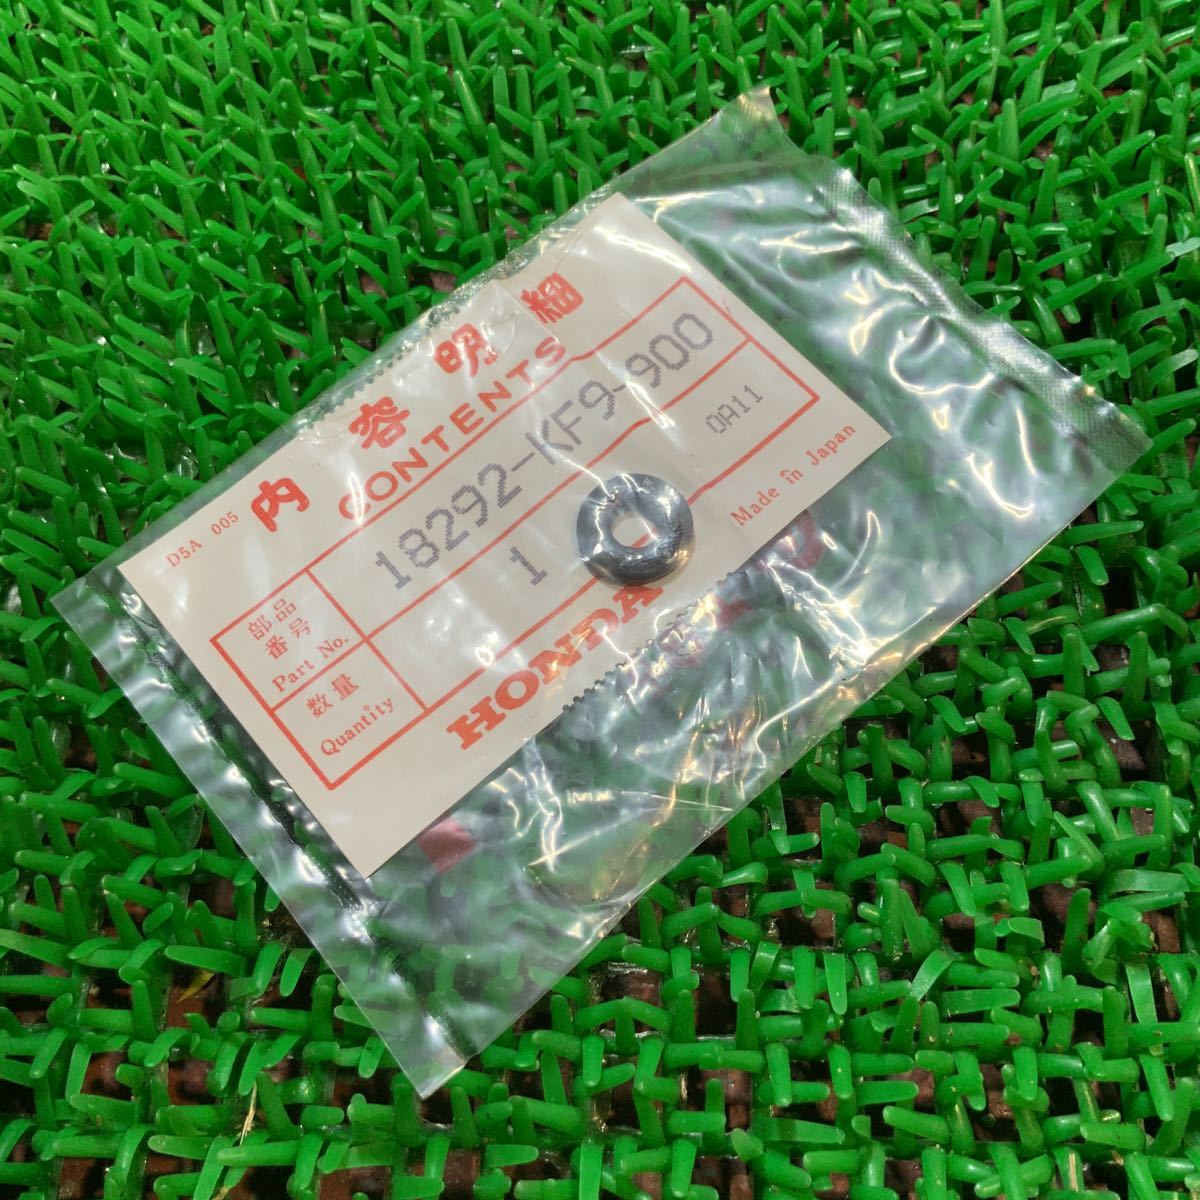 D5A 005
内容明細
CONTENTS
部品番号
Part No.
18292-KF9-900
数量
Quantity
1
0A11
HONDA
Made in Japan